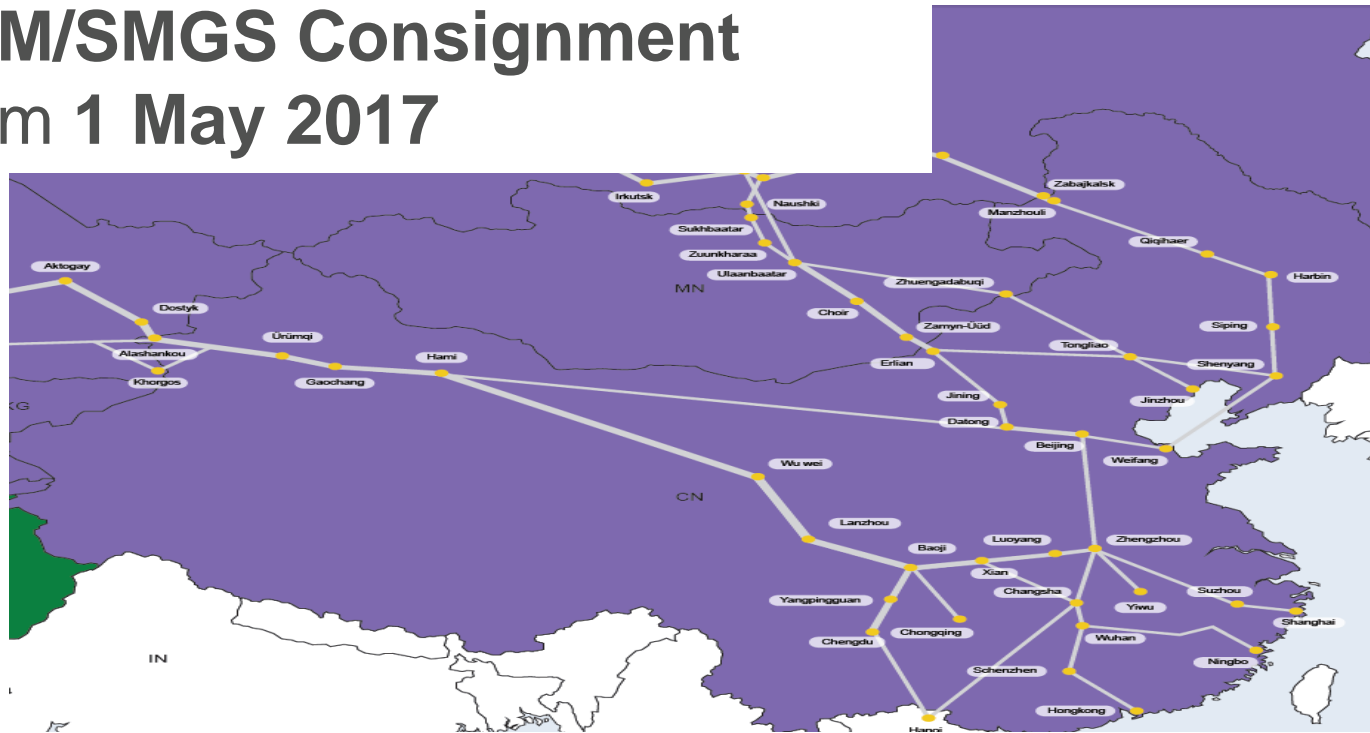 M/SMGS Consignment
m 1 May 2017
Irkutsk
Naushki
Zabajkalsk
Manzhouli
Sukhbaatar
Zuunkharaa
Qiqihaer
Aktogay
Ulaanbaatar
Zhuengadabuqi
Harbin
MN
Dostyk
Choir
Zamyn-Üüd
Siping
Ürümqi
Tongliao
Alashankou
Hami
Erlian
Shenyang
Khorgos
Gaochang
Jining
Jinzhou
KG
Datong
Beijing
Weifang
Wu wei
CN
Lanzhou
Baoji
Luoyang
Zhengzhou
Xian
Yangpingguan
Changsha
Yiwu
Suzhou
Shanghai
Chengdu
Chongqing
Wuhan
IN
Schenzhen
Ningbo
Hongkong
Hanoi